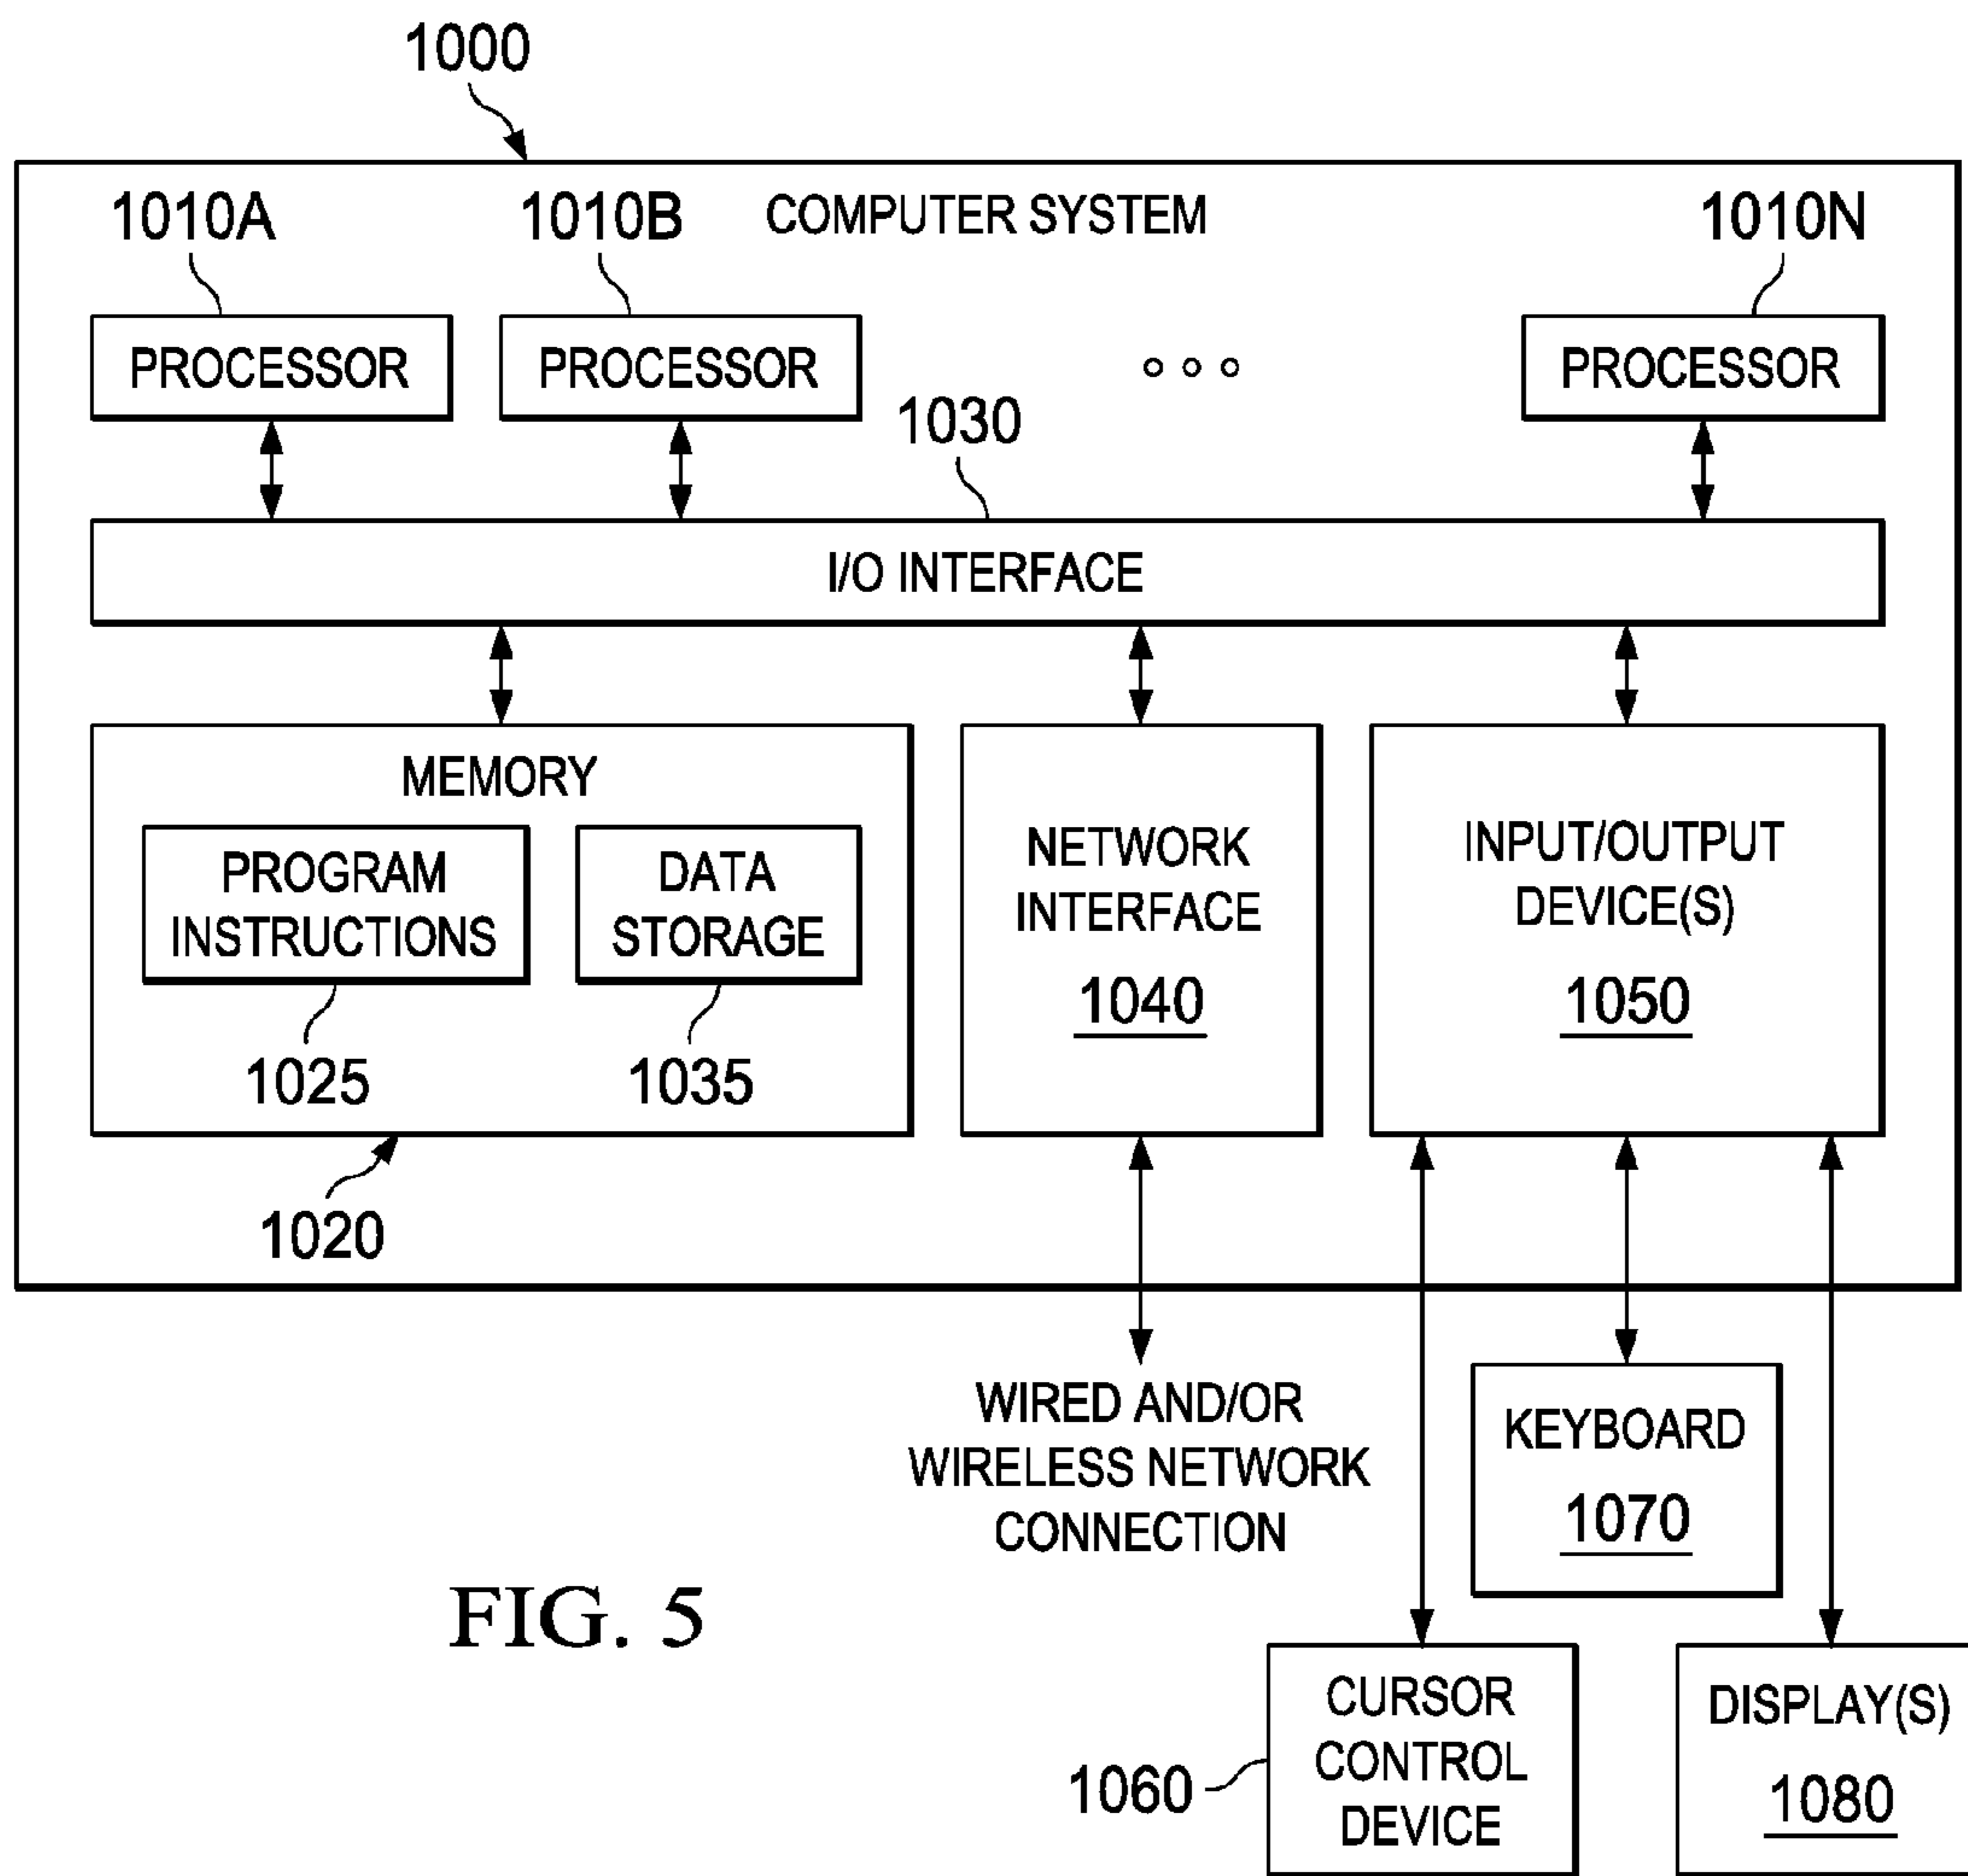 1000
1010A
1010B
COMPUTER SYSTEM
1010N
PROCESSOR
PROCESSOR
PROCESSOR
1030
I/O INTERFACE
MEMORY
PROGRAM
INSTRUCTIONS
1025
DATA
STORAGE
1035
1020
NETWORK
INTERFACE
1040
INPUT/OUTPUT
DEVICE(S)
1050
WIRED AND/OR
WIRELESS NETWORK
CONNECTION
KEYBOARD
1070
FIG. 5
1060
CURSOR
CONTROL
DEVICE
DISPLAY(S)
1080